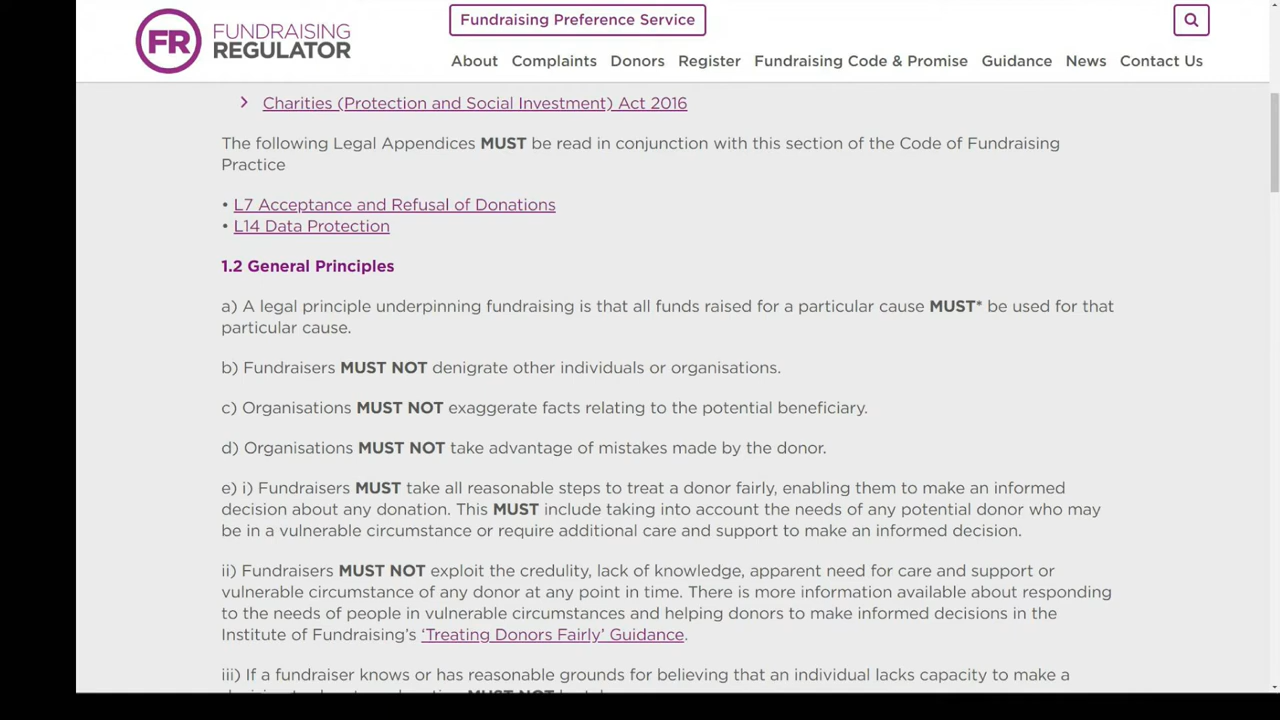 Fundraising Preference Service
FR FUNDRAISING
REGULATOR
About Complaints Donors Register Fundraising Code & Promise Guidance News Contact Us
Charities (Protection and Social Investment) Act 2016
The following Legal Appendices MUST be read in conjunction with this section of the Code of Fundraising
Practice
• L7 Acceptance and Refusal of Donations
• L14 Data Protection
1.2 General Principles
a) A legal principle underpinning fundraising is that all funds raised for a particular cause MUST* be used for that
particular cause.
b) Fundraisers MUST NOT denigrate other individuals or organisations.
c) Organisations MUST NOT exaggerate facts relating to the potential beneficiary.
d) Organisations MUST NOT take advantage of mistakes made by the donor.
e) i) Fundraisers MUST take all reasonable steps to treat a donor fairly, enabling them to make an informed
decision about any donation. This MUST include taking into account the needs of any potential donor who may
be in a vulnerable circumstance or require additional care and support to make an informed decision.
ii) Fundraisers MUST NOT exploit the credulity, lack of knowledge, apparent need for care and support or
vulnerable circumstance of any donor at any point in time. There is more information available about responding
to the needs of people in vulnerable circumstances and helping donors to make informed decisions in the
Institute of Fundraising's ‘Treating Donors Fairly’ Guidance.
iii) If a fundraiser knows or has reasonable grounds for believing that an individual lacks capacity to make a
MUST NOT